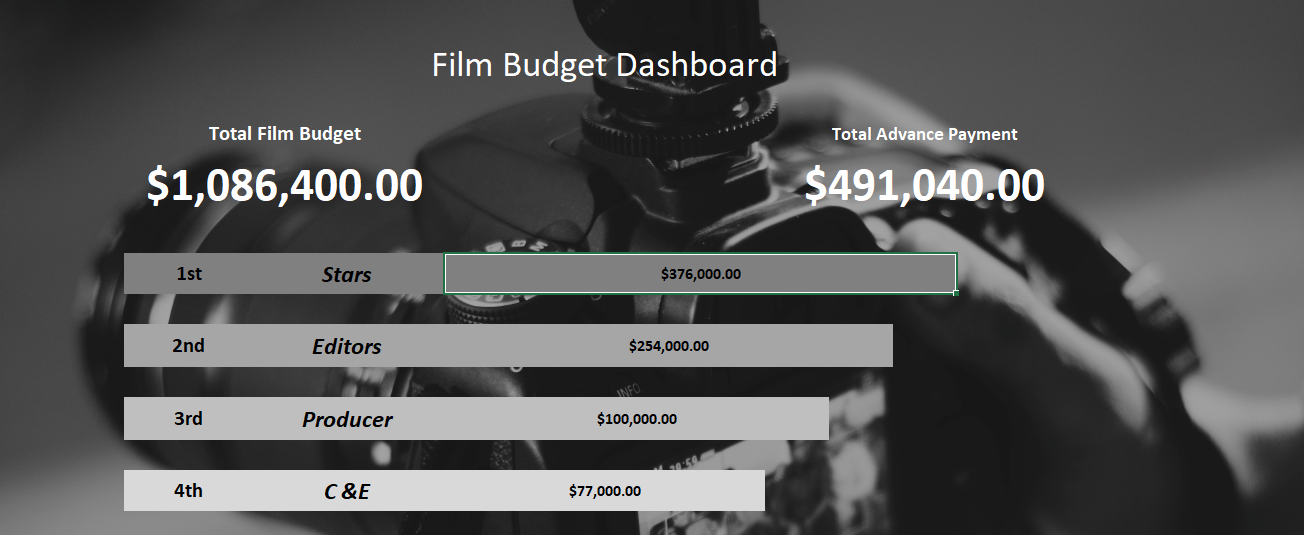 Film Budget Dashboard
Total Film Budget
Total Advance Payment
$1,086,400.00
$491,040.00
1st Stars $376,000.00
2nd Editors $254,000.00
INFO
3rd Producer $100,000.00
4th C &E $77,000.00